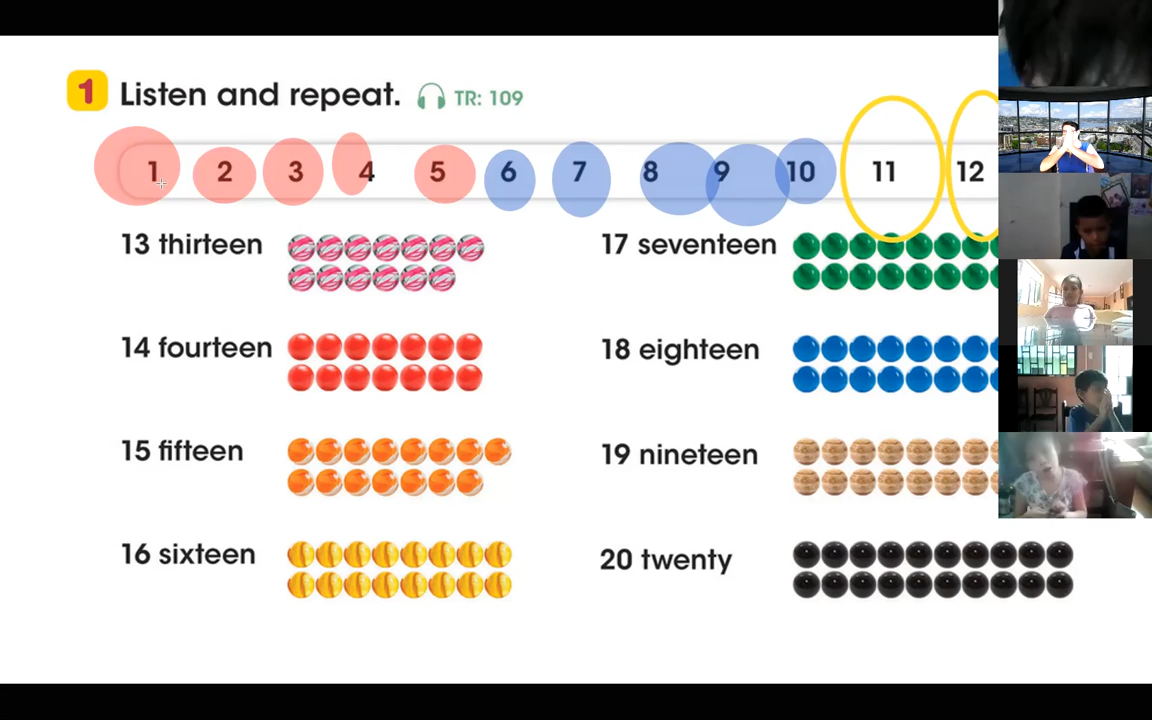 1 Listen and repeat. TR: 109
1 2 3 4 5 6 7 8 9 10 11 12
13 thirteen
14 fourteen
15 fifteen
16 sixteen
17 seventeen
18 eighteen
19 nineteen
20 twenty